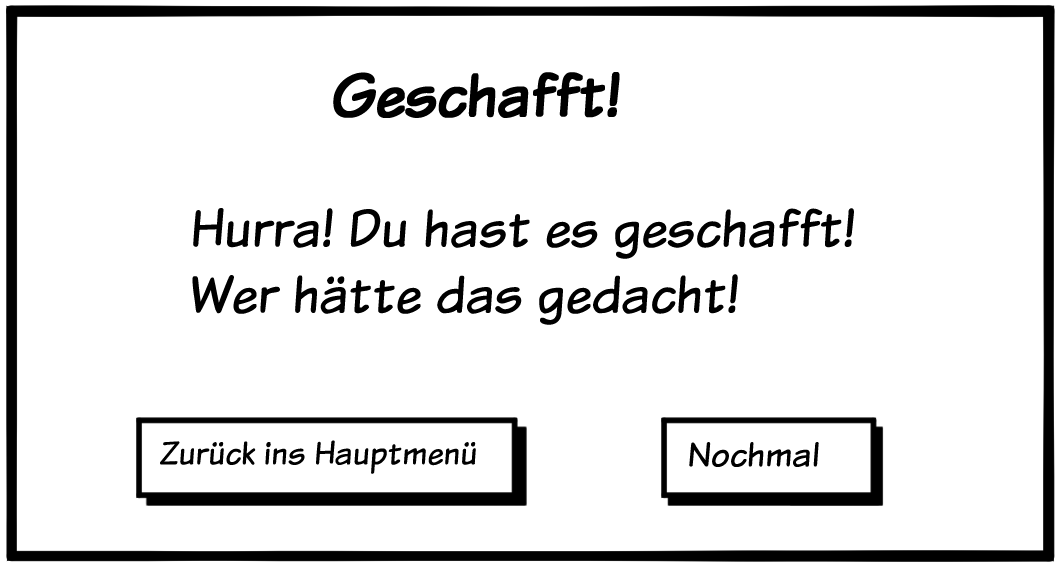 Geschafft!
Hurra! Du hast es geschafft!
Wer hätte das gedacht!
Zurück ins Hauptmenü
Nochmal